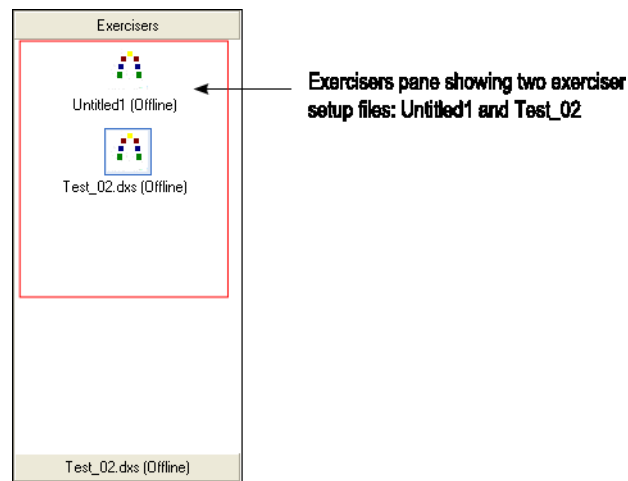 Exercisers
Untitled1 (Offline)
Test_02.dxs (Offline)
Test_02.dxs (Offline)
Exercisers pane showing two exerciser
setup files: Untitled1 and Test_02